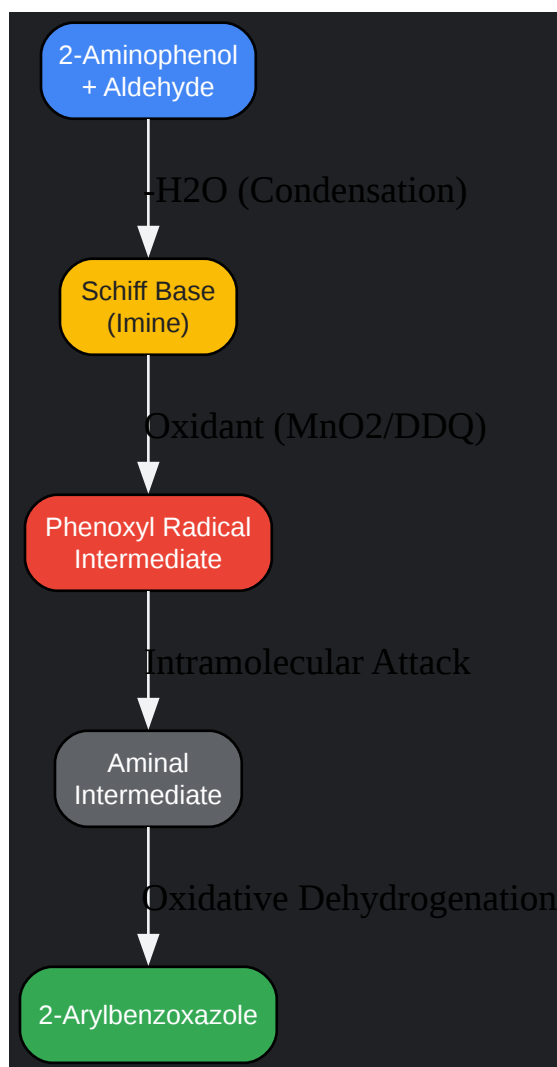 2-Aminophenol
+ Aldehyde
-H2O (Condensation)
Schiff Base
(Imine)
Oxidant (MnO2/DDQ)
Phenoxyl Radical
Intermediate
Intramolecular Attack
Aminal
Intermediate
Oxidative Dehydrogenation
2-Arylbenzoxazole